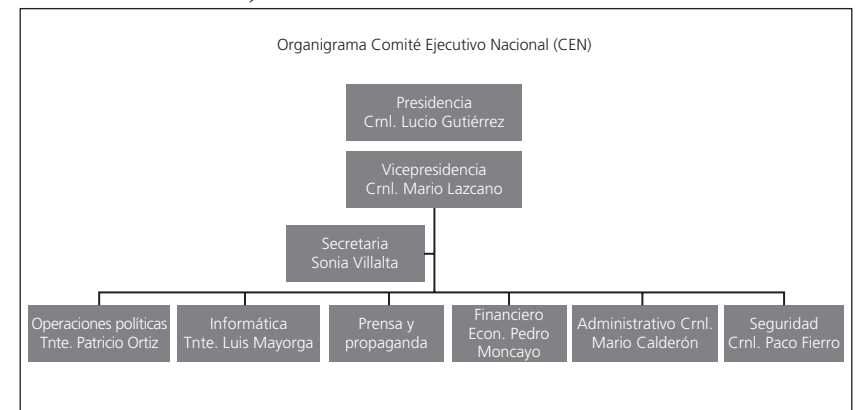 Organigrama Comité Ejecutivo Nacional (CEN)
Presidencia
Crnl. Lucio Gutiérrez
Vicepresidencia
Crnl. Mario Lazcano
Secretaria
Sonia Villalta
Operaciones políticas
Tnte. Patricio Ortiz
Informática
Tnte. Luis Mayorga
Prensa y
propaganda
Financiero
Econ. Pedro
Moncayo
Administrativo Crnl.
Mario Calderón
Seguridad
Crnl. Paco Fierro